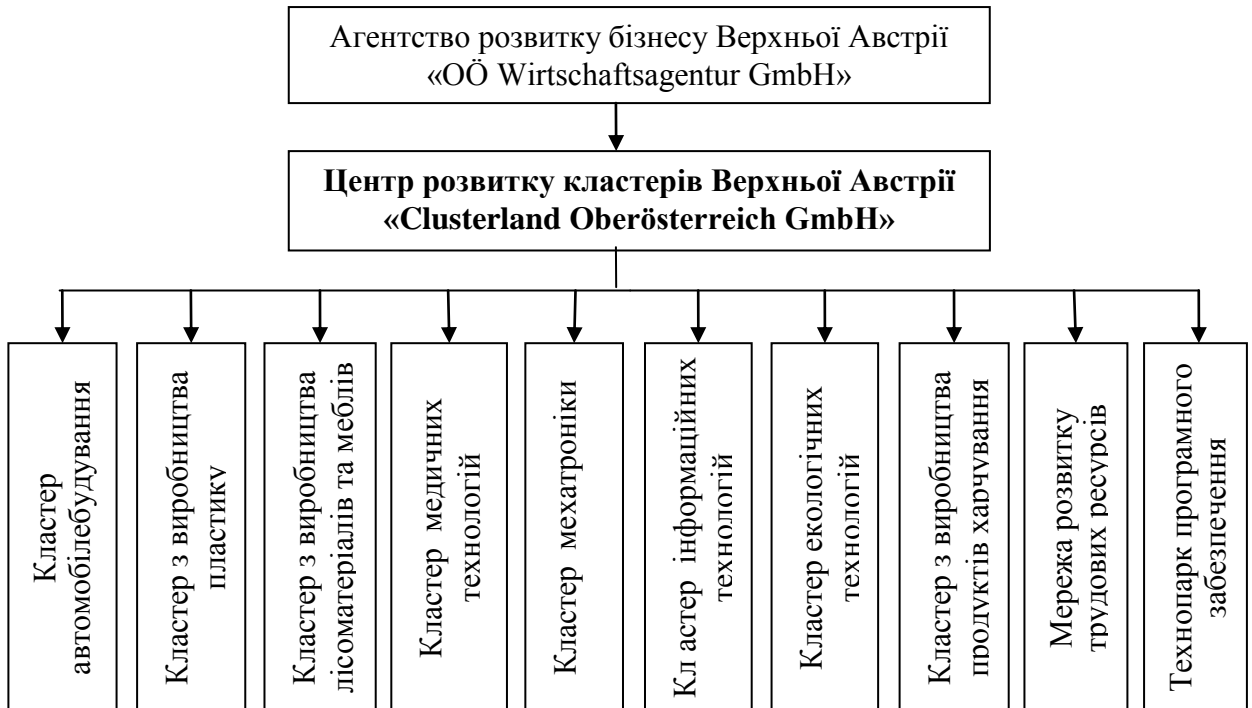 Агентство розвитку бізнесу Верхньої Австрії
«OÖ Wirtschaftsagentur GmbH»
Центр розвитку кластерів Верхньої Австрії
«Clusterland Oberösterreich GmbH»
Кластер
автомобілебудування
Кластер з виробництва
пластику
Кластер з виробництва
лісоматеріалів та меблів
Кластер медичних
технологій
Кластер мехатроніки
Кл астер інформаційних
технологій
Кластер екологічних
технологій
Кластер з виробництва
продуктів харчування
Мережа розвитку
трудових ресурсів
Технопарк програмного
забезпечення